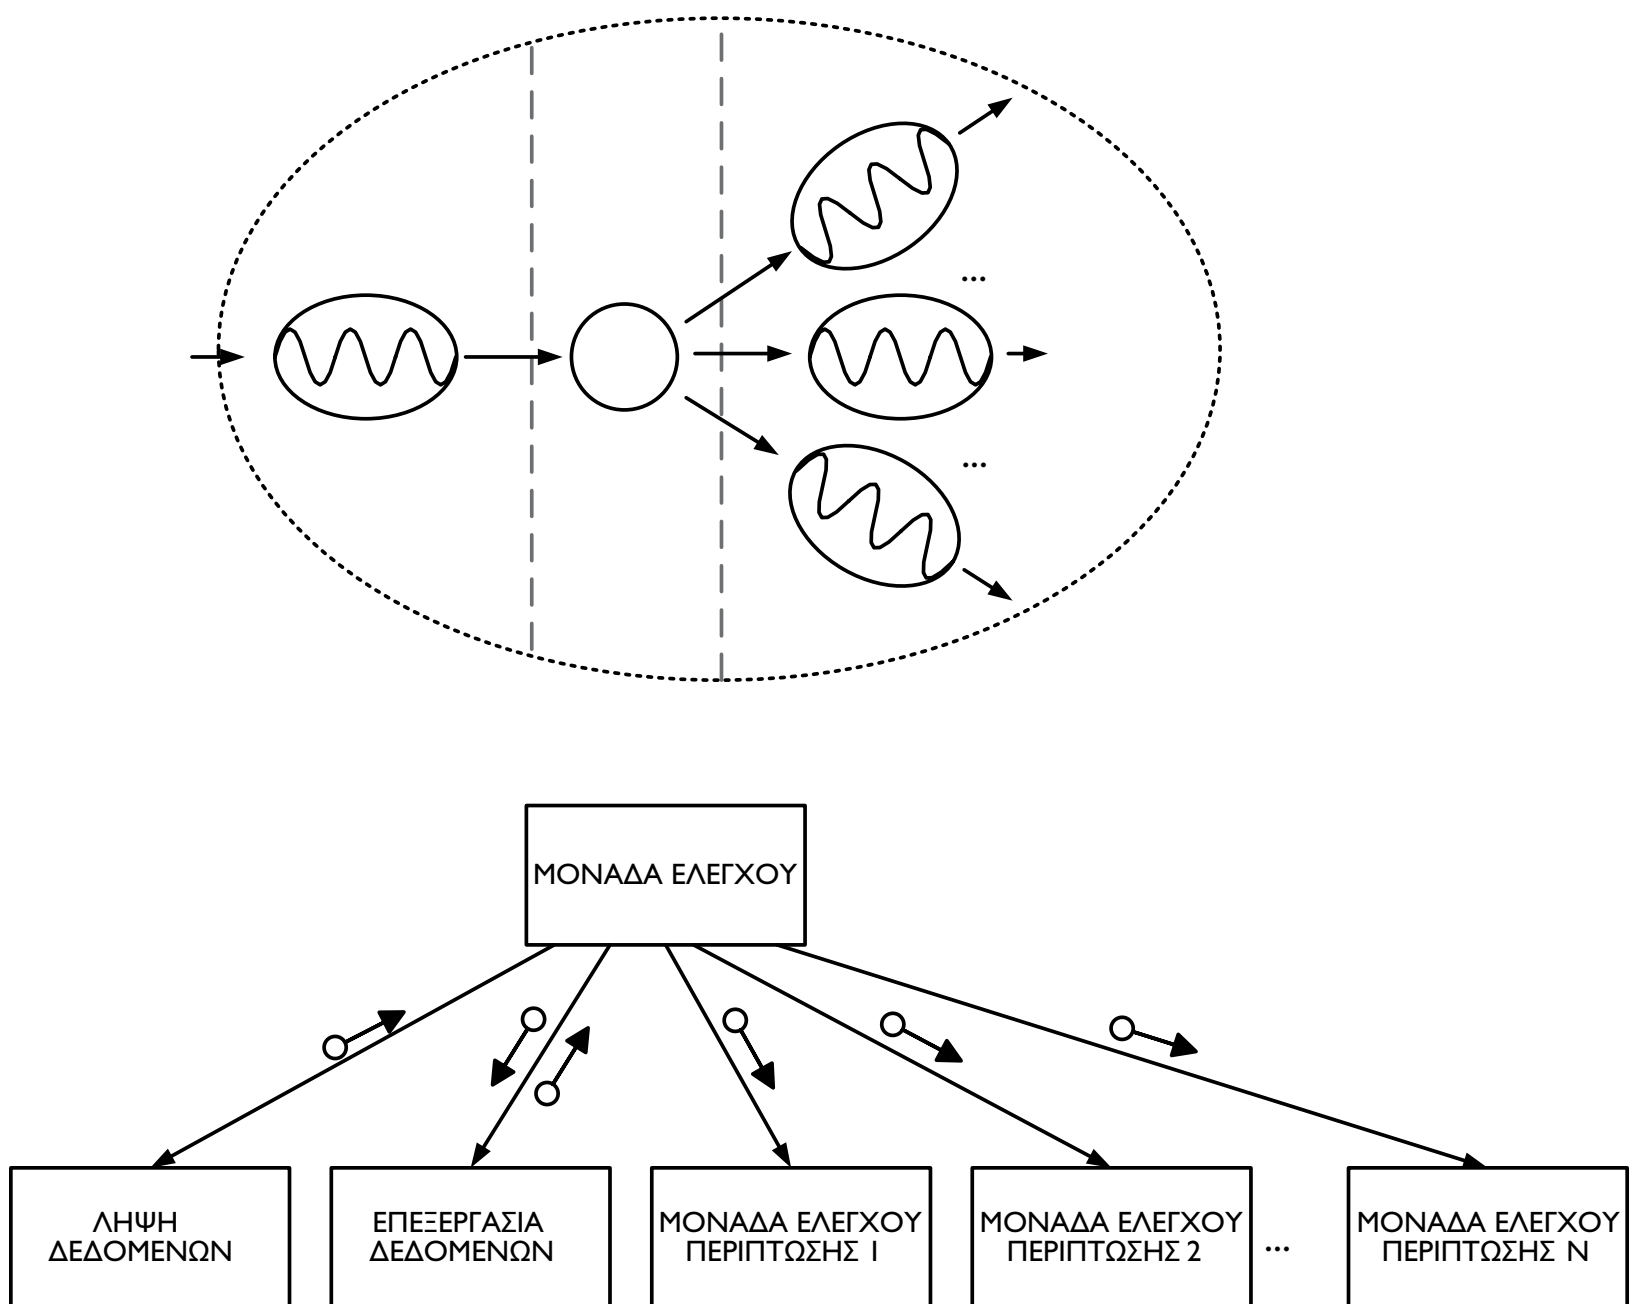 ...
...
ΜΟΝΑΔΑ ΕΛΕΓΧΟΥ
ΛΗΨΗ
ΔΕΔΟΜΕΝΩΝ
ΕΠΕΞΕΡΓΑΣΙΑ
ΔΕΔΟΜΕΝΩΝ
ΜΟΝΑΔΑ ΕΛΕΓΧΟΥ
ΠΕΡΙΠΤΩΣΗΣ 1
ΜΟΝΑΔΑ ΕΛΕΓΧΟΥ
ΠΕΡΙΠΤΩΣΗΣ 2
...
ΜΟΝΑΔΑ ΕΛΕΓΧΟΥ
ΠΕΡΙΠΤΩΣΗΣ Ν